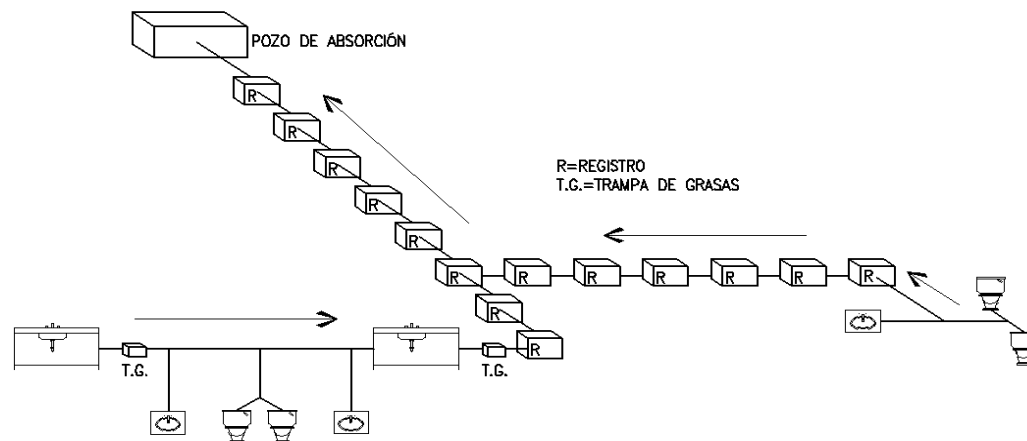 POZO DE ABSORCIÓN
R
R
R
R=REGISTRO
T.G.=TRAMPA DE GRASAS
R
R
R
R
R
R
R
R
R
R
R
T.G.
T.G.